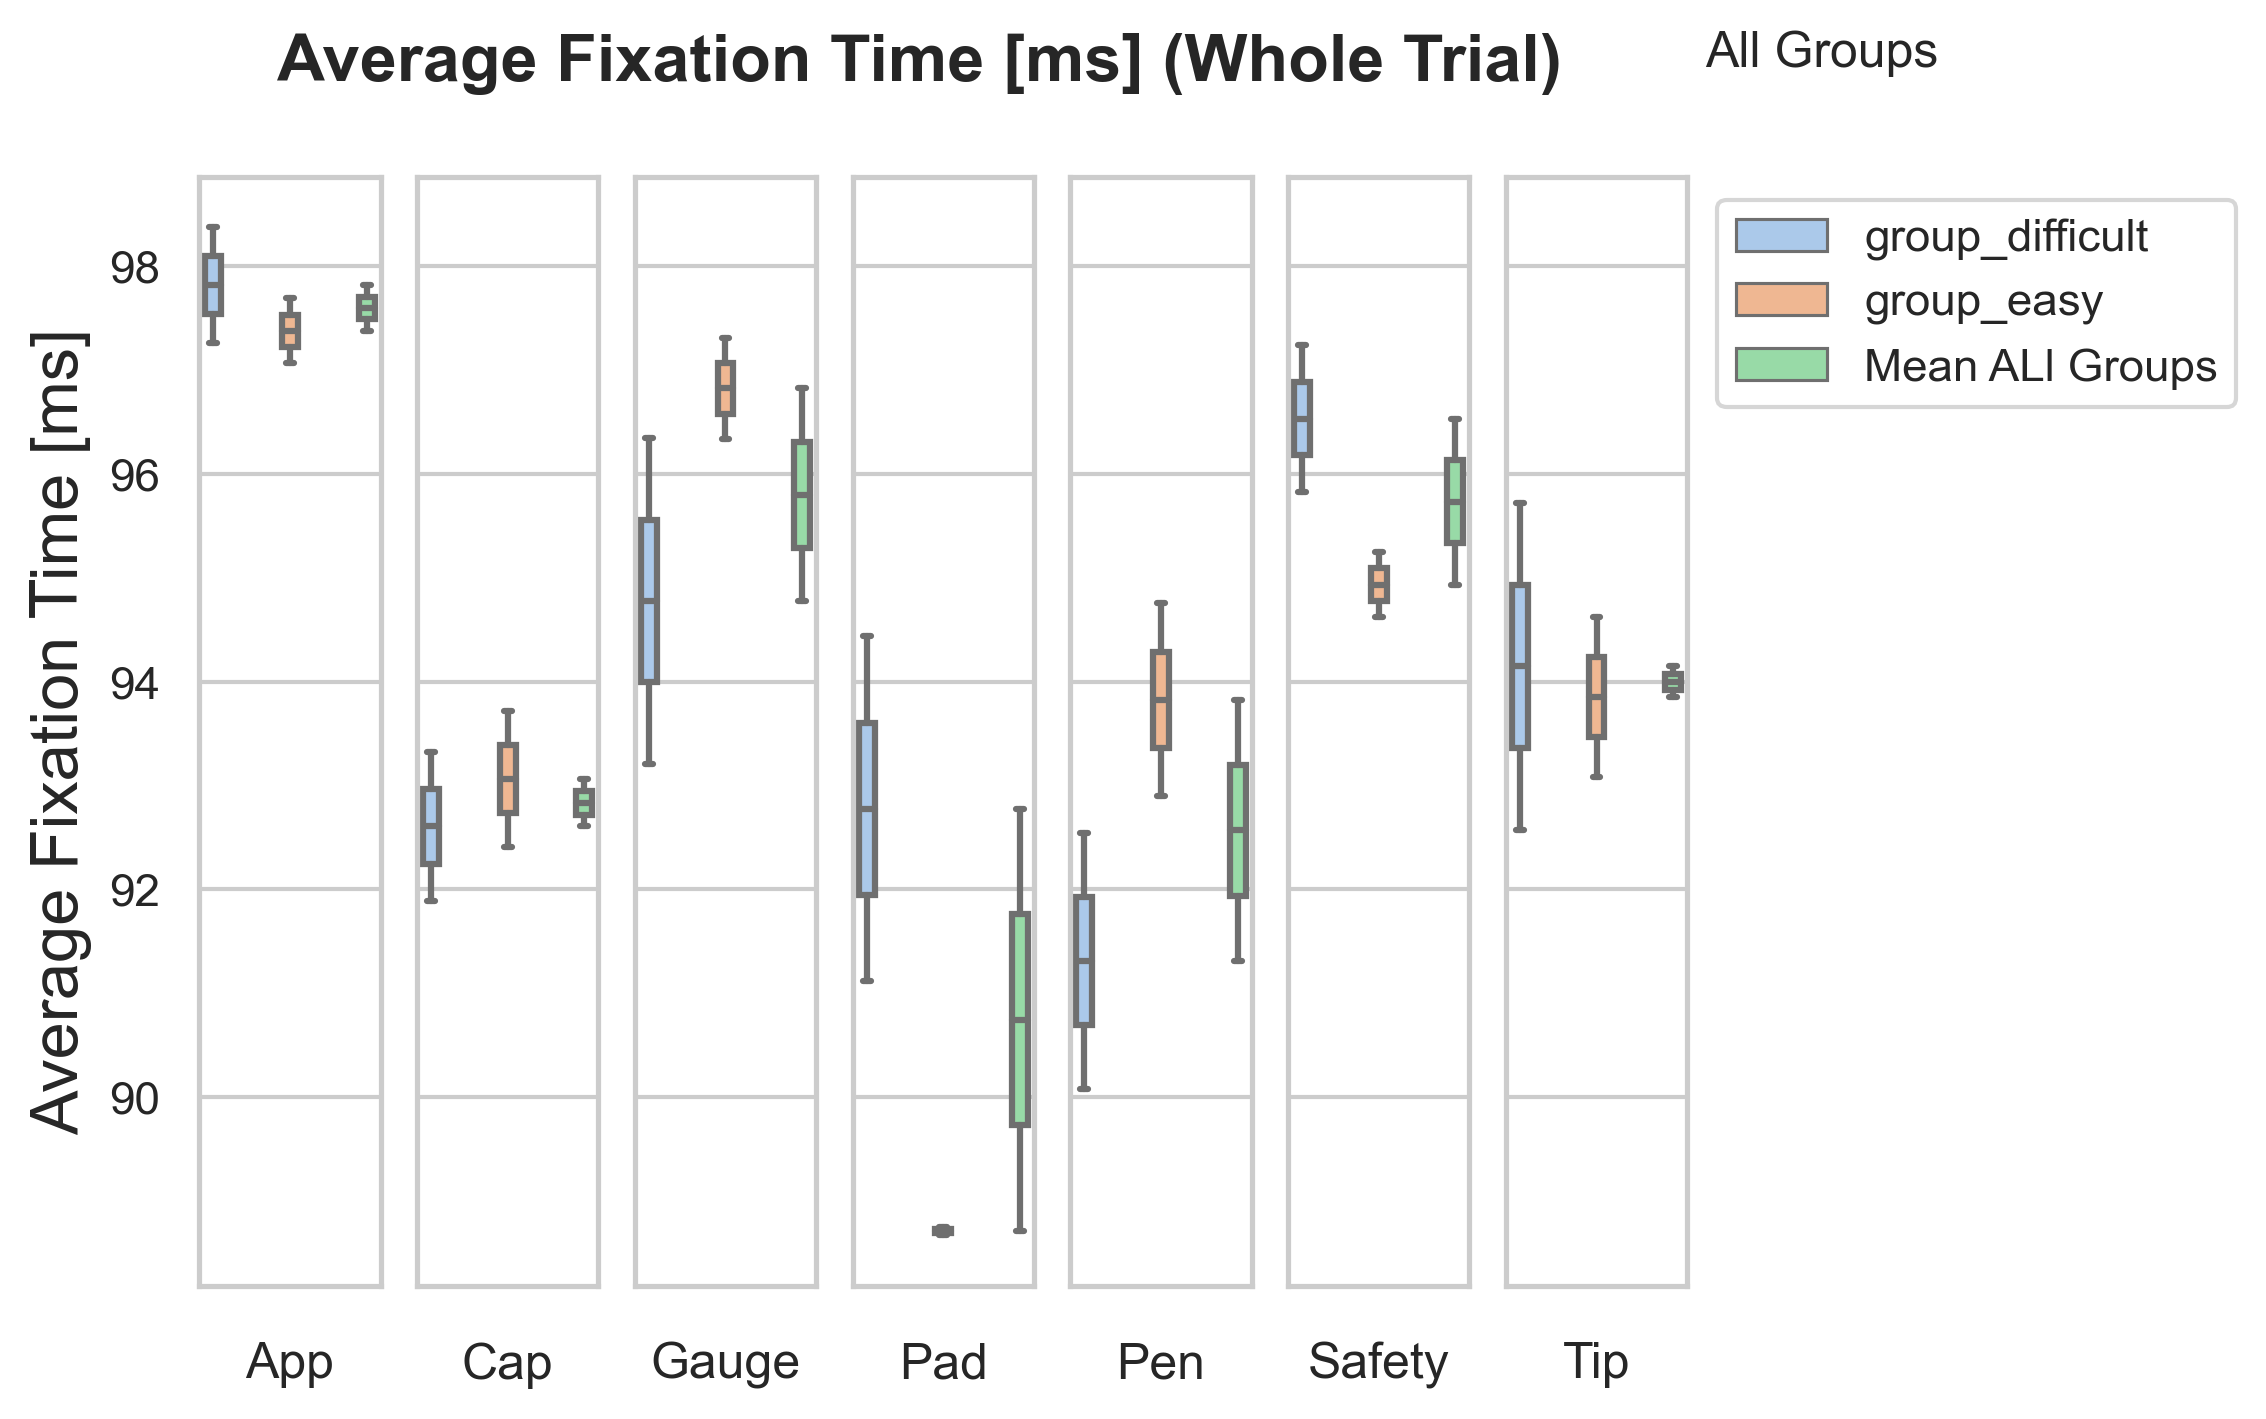 Average Fixation Time [ms] (Whole Trial)
All Groups
group_difficult
group_easy
Mean ALl Groups
Average Fixation Time [ms]
98
96
94
92
90
App
Cap
Gauge
Pad
Pen
Safety
Tip